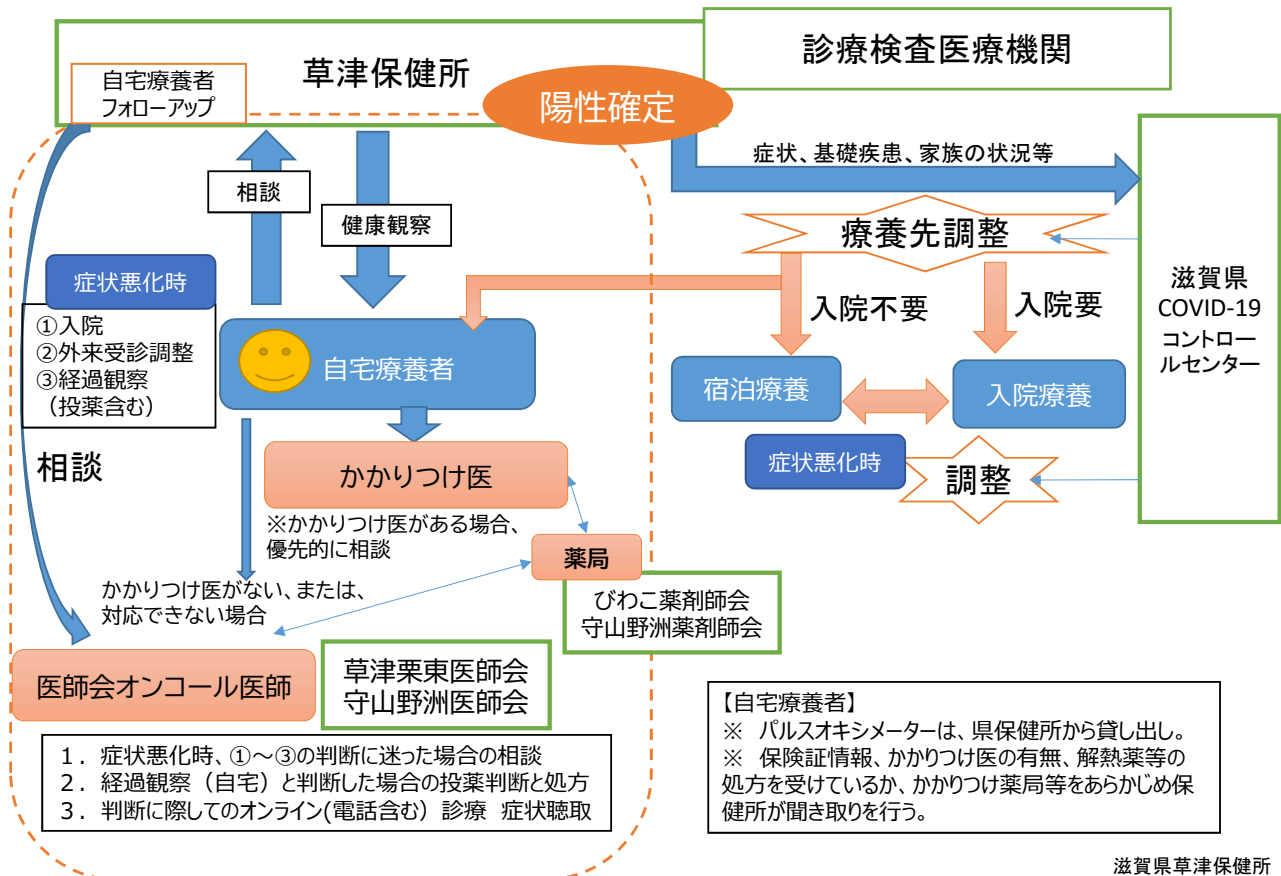 診療検査医療機関
草津保健所
自宅療養者
フォローアップ
陽性確定
症状、基礎疾患、家族の状況等
相談
健康観察
療養先調整
滋賀県
COVID-19
コントロー
ルセンター
症状悪化時
①入院
②外来受診調整
③経過観察
（投薬含む）
入院不要
入院要
自宅療養者
宿泊療養
入院療養
症状悪化時
調整
相談
かかりつけ医
※かかりつけ医がある場合、
優先的に相談
薬局
びわこ薬剤師会
守山野洲薬剤師会
かかりつけ医がない、または、
対応できない場合
医師会オンコール医師
草津栗東医師会
守山野洲医師会
1．症状悪化時、①～③の判断に迷った場合の相談
2．経過観察（自宅）と判断した場合の投薬判断と処方
3．判断に際してのオンライン(電話含む）診療 症状聴取
【自宅療養者】
※ パルスオキシメーターは、県保健所から貸し出し。
※ 保険証情報、かかりつけ医の有無、解熱薬等の
処方を受けているか、かかりつけ薬局等をあらかじめ保
健所が聞き取りを行う。
滋賀県草津保健所